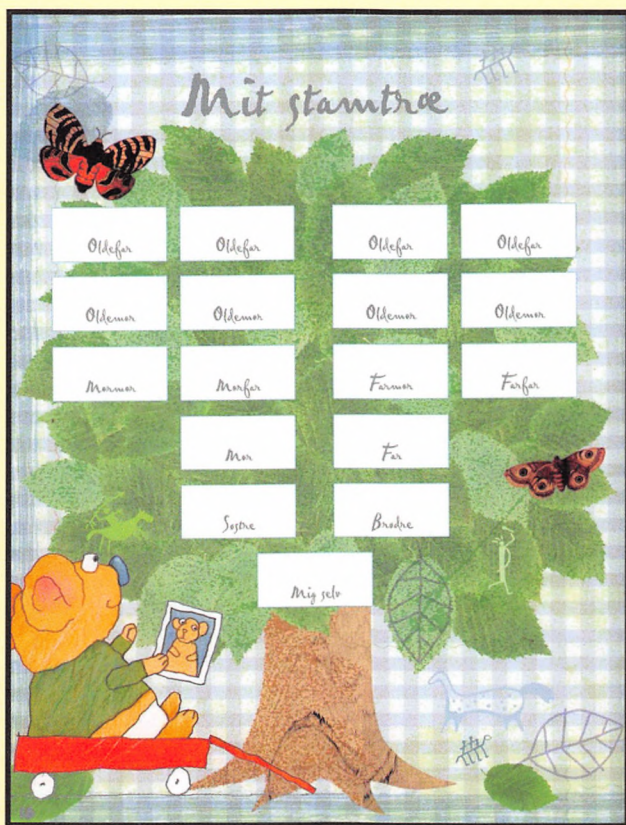 Mit stamtræ
Oldefar Oldefar Oldefar Oldefar
Oldemor Oldemor Oldemor Oldemor
Mormor Morfar Farmor Farfar
Mor Far
Søstre Brødre
Mig selv